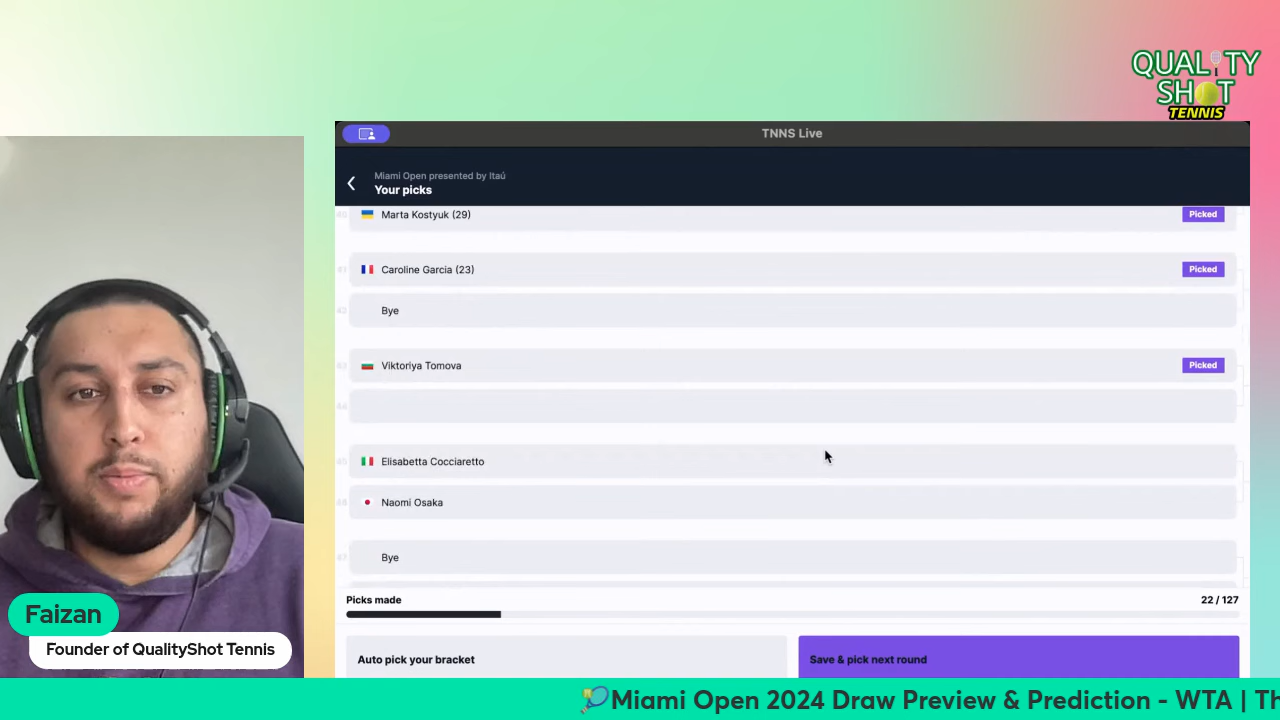 QUALITY
SHOT
TENNIS
TNNS Live
Miami Open presented by Itaú
Your picks
Marta Kostyuk (29)
Picked
Caroline Garcia (23)
Picked
Bye
Viktoriya Tomova
Picked
Elisabetta Cocciaretto
Naomi Osaka
Bye
Picks made
22 / 127
Auto pick your bracket
Save & pick next round
Faizan
Founder of QualityShot Tennis
Miami Open 2024 Draw Preview & Prediction - WTA | Th